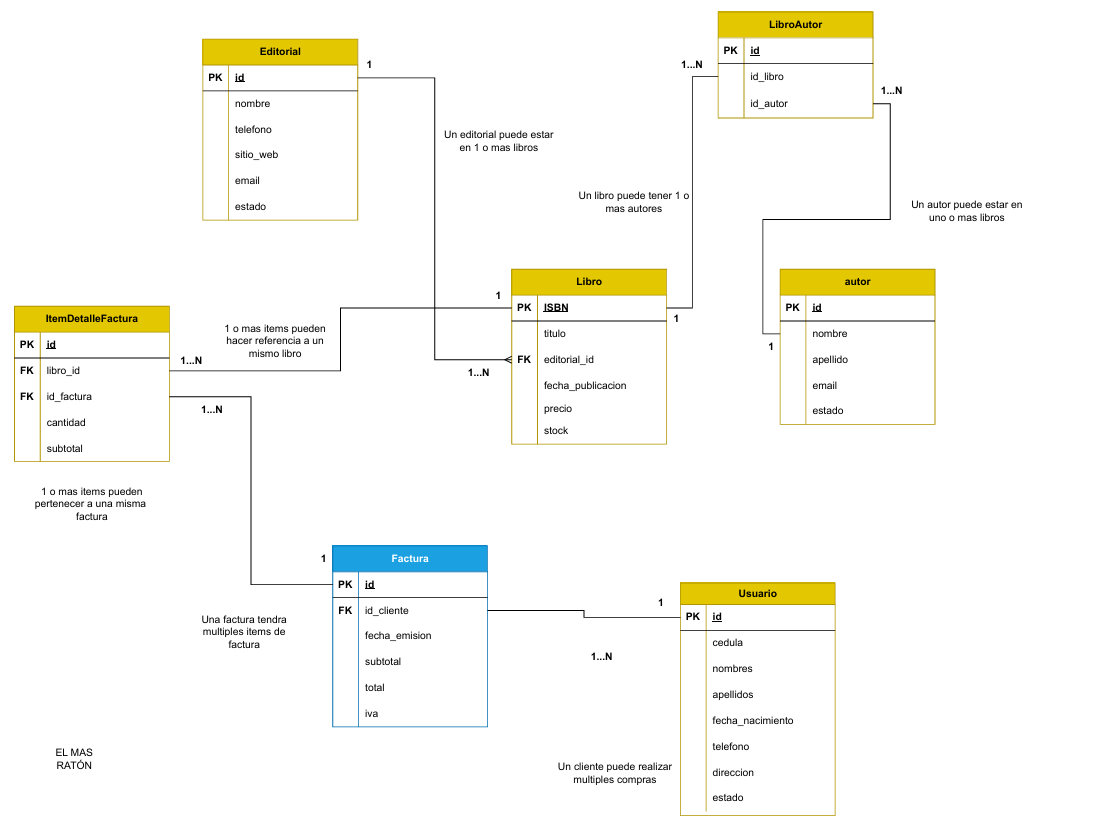 LibroAutor
PK id
id_libro
id_autor
1...N
1...N
Editorial
PK id
nombre
telefono
sitio_web
email
estado
1
Un editorial puede estar
en 1 o mas libros
Un libro puede tener 1 o
mas autores
Un autor puede estar en
uno o mas libros
Libro
PK ISBN
titulo
FK editorial_id
fecha_publicacion
precio
stock
1
1
1...N
autor
PK id
nombre
apellido
email
estado
1
ItemDetalleFactura
PK id
FK libro_id
FK id_factura
cantidad
subtotal
1...N
1...N
1 o mas items pueden
hacer referencia a un
mismo libro
1 o mas items pueden
pertenecer a una misma
factura
Factura
PK id
FK id_cliente
fecha_emision
subtotal
total
iva
1
Una factura tendra
multiples items de
factura
Usuario
PK id
cedula
nombres
apellidos
fecha_nacimiento
telefono
direccion
estado
1
1...N
Un cliente puede realizar
multiples compras
EL MAS
RATÓN